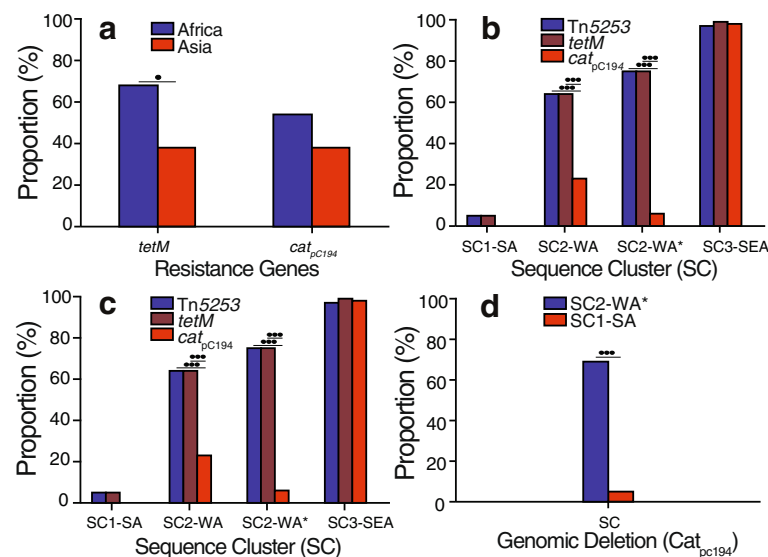 a
Africa
Asia
Proportion (%)
100
80
60
40
20
0
tetM
cat pC194
Resistance Genes
b
Tn5253
tetM
cat pC194
Proportion (%)
100
80
60
40
20
0
SC1-SA
SC2-WA
SC2-WA*
SC3-SEA
Sequence Cluster (SC)
c
Tn5253
tetM
cat pC194
Proportion (%)
100
80
60
40
20
0
SC1-SA
SC2-WA
SC2-WA*
SC3-SEA
Sequence Cluster (SC)
d
SC2-WA*
SC1-SA
Proportion (%)
100
80
60
40
20
0
SC
Genomic Deletion (Cat pc194)